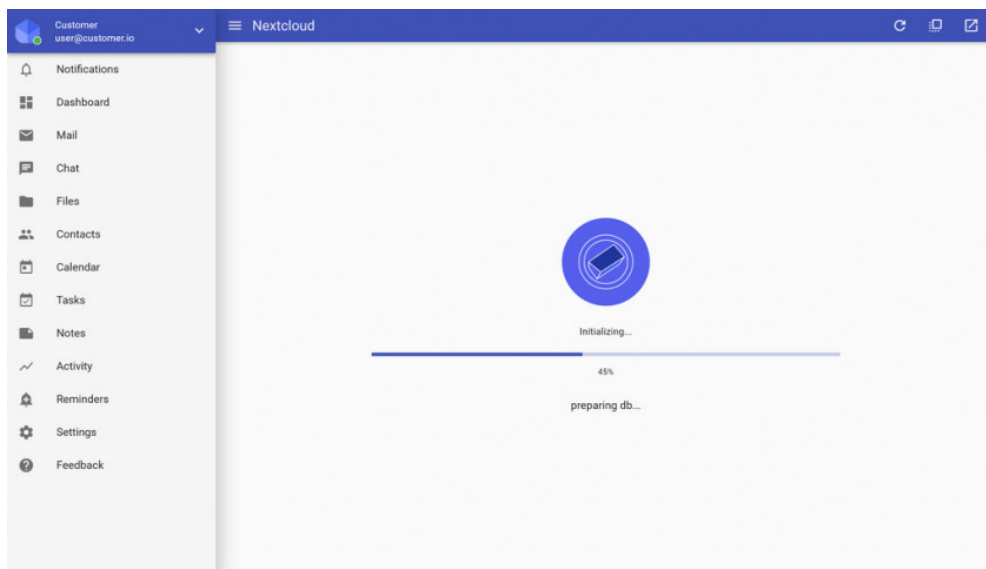 Customer
user@customer.io
Nextcloud
Notifications
Dashboard
Mail
Chat
Files
Contacts
Calendar
Tasks
Notes
Activity
Reminders
Settings
Feedback
Initializing...
45%
preparing db...